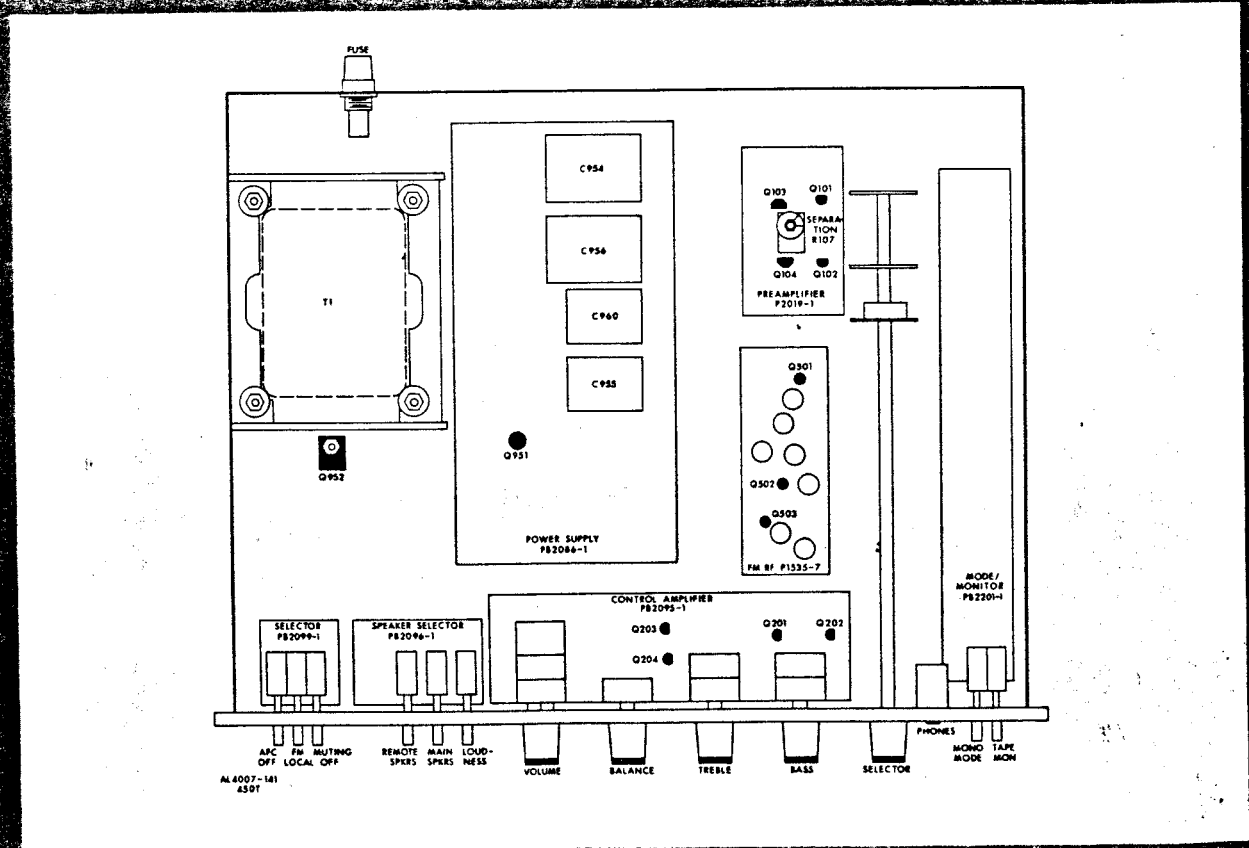 FUSE
C954
C956
C960
C955
T1
Q951
Q952
POWER SUPPLY
PB2086-1
Q103
Q101
SEPARA-
TION
R107
Q104
Q102
PREAMPLIFIER
P2019-1
Q501
Q502
Q503
FM RF P1535-7
MODE/
MONITOR
PB2201-1
SELECTOR
PB2099-1
SPEAKER SELECTOR
PB2096-1
CONTROL AMPLIFIER
PB2095-1
Q203
Q204
Q201
Q202
AFC
OFF
FM
LOCAL
MUTING
OFF
REMOTE
SPKRS
MAIN
SPKRS
LOUD-
NESS
VOLUME
BALANCE
TREBLE
BASS
SELECTOR
PHONES
MONO
MODE
TAPE
MON
AL4007-141
450T